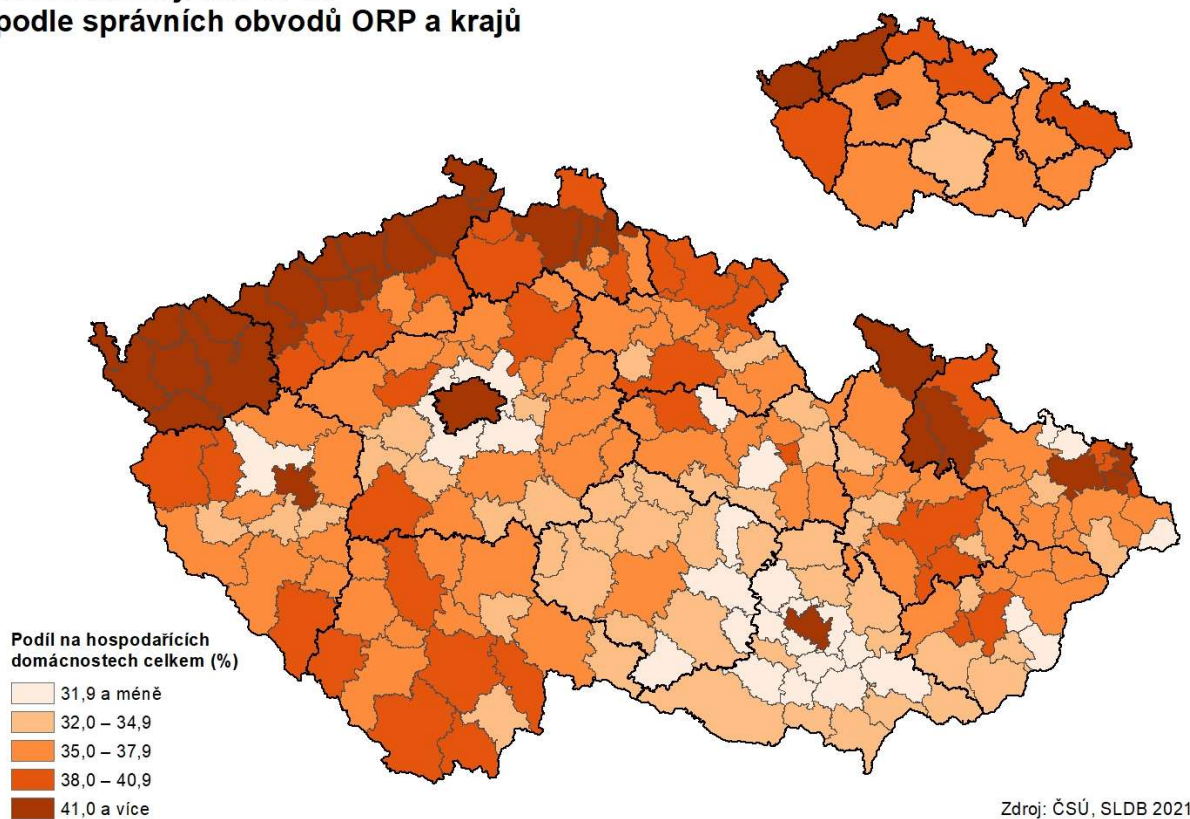 podle správních obvodů ORP a krajů
Podíl na hospodařících
domácnostech celkem (%)
31,9 a méně
32,0 – 34,9
35,0 – 37,9
38,0 – 40,9
41,0 a více
Zdroj: ČSÚ, SLDB 2021